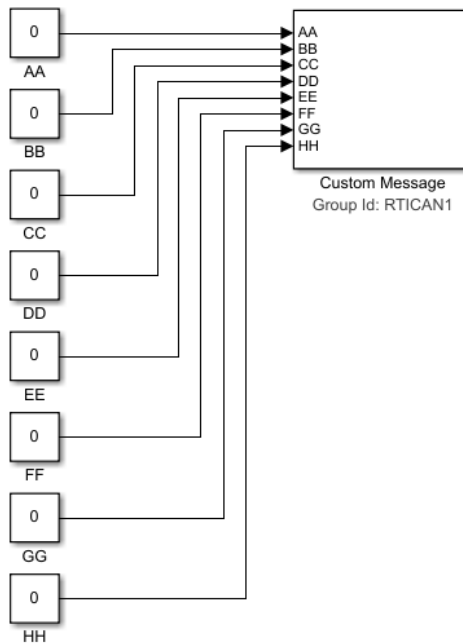 0
AA
0
BB
0
CC
0
DD
0
EE
0
FF
0
GG
0
HH
AA
BB
CC
DD
EE
FF
GG
HH
Custom Message
Group Id: RTICAN1